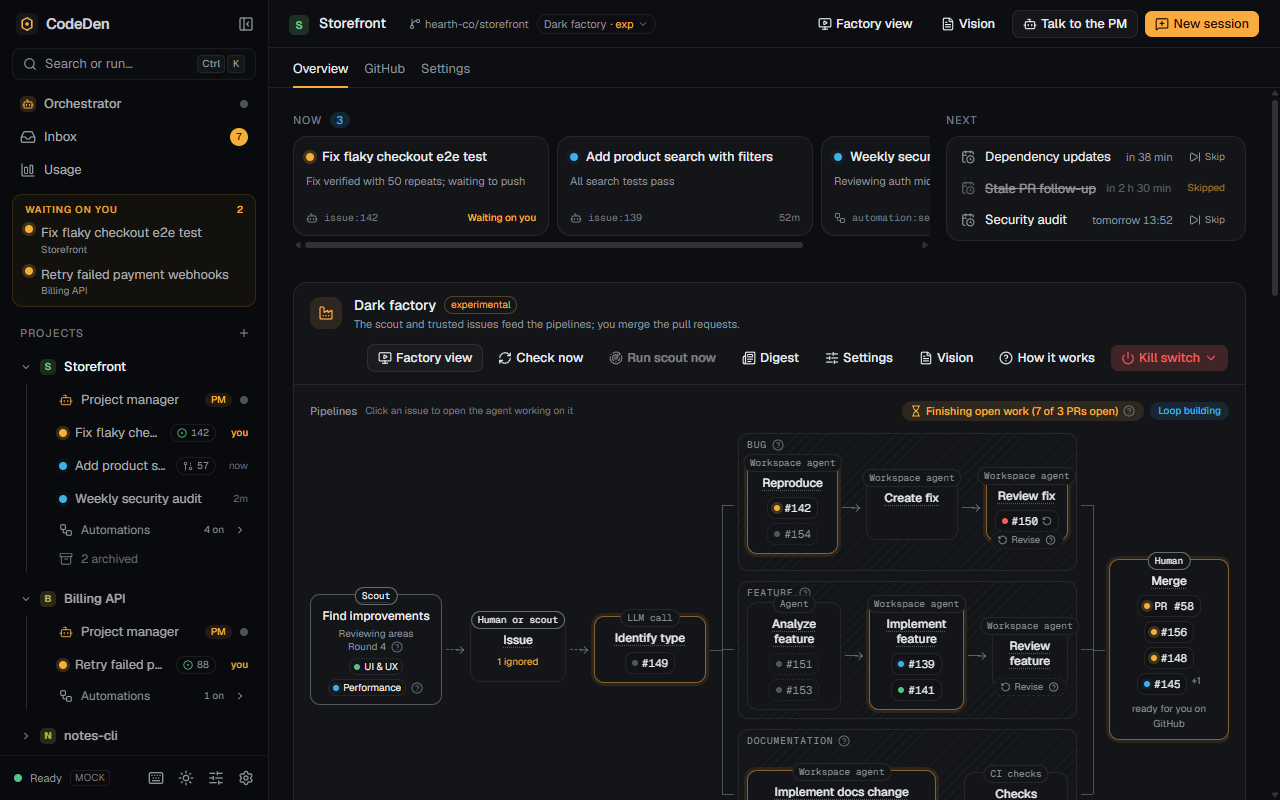 CodeDen
Search or run... Ctrl K
Orchestrator
Inbox 7
Usage
WAITING ON YOU 2
Fix flaky checkout e2e test
Storefront
Retry failed payment webhooks
Billing API
PROJECTS
S Storefront
Project manager PM
Fix flaky che... 142 you
Add product s... 57 now
Weekly security audit 2m
Automations 4 on
2 archived
B Billing API
Project manager PM
Retry failed p... 88 you
Automations 1 on
N notes-cli
Ready MOCK
S Storefront hearth-co/storefront Dark factory · exp
Factory view Vision Talk to the PM New session
Overview GitHub Settings
NOW 3
Fix flaky checkout e2e test
Fix verified with 50 repeats; waiting to push
issue:142 Waiting on you
Add product search with filters
All search tests pass
issue:139 52m
Weekly secur
Reviewing auth mid
automation:se
NEXT
Dependency updates in 38 min Skip
Stale PR follow-up in 2 h 30 min Skipped
Security audit tomorrow 13:52 Skip
Dark factory experimental
The scout and trusted issues feed the pipelines; you merge the pull requests.
Factory view Check now Run scout now Digest Settings Vision How it works Kill switch
Pipelines Click an issue to open the agent working on it
Finishing open work (7 of 3 PRs open) Loop building
Scout
Find improvements
Reviewing areas
Round 4
UI & UX
Performance
Human or scout
Issue
1 ignored
LLM call
Identify type
#149
BUG
Workspace agent
Reproduce
#142
#154
Workspace agent
Create fix
Workspace agent
Review fix
#150
Revise
FEATURE
Agent
Analyze
feature
#151
#153
Workspace agent
Implement
feature
#139
#141
Workspace agent
Review
feature
Revise
DOCUMENTATION
Workspace agent
Implement docs change
CI checks
Checks
Human
Merge
PR #58
#156
#148
#145 +1
ready for you on
GitHub